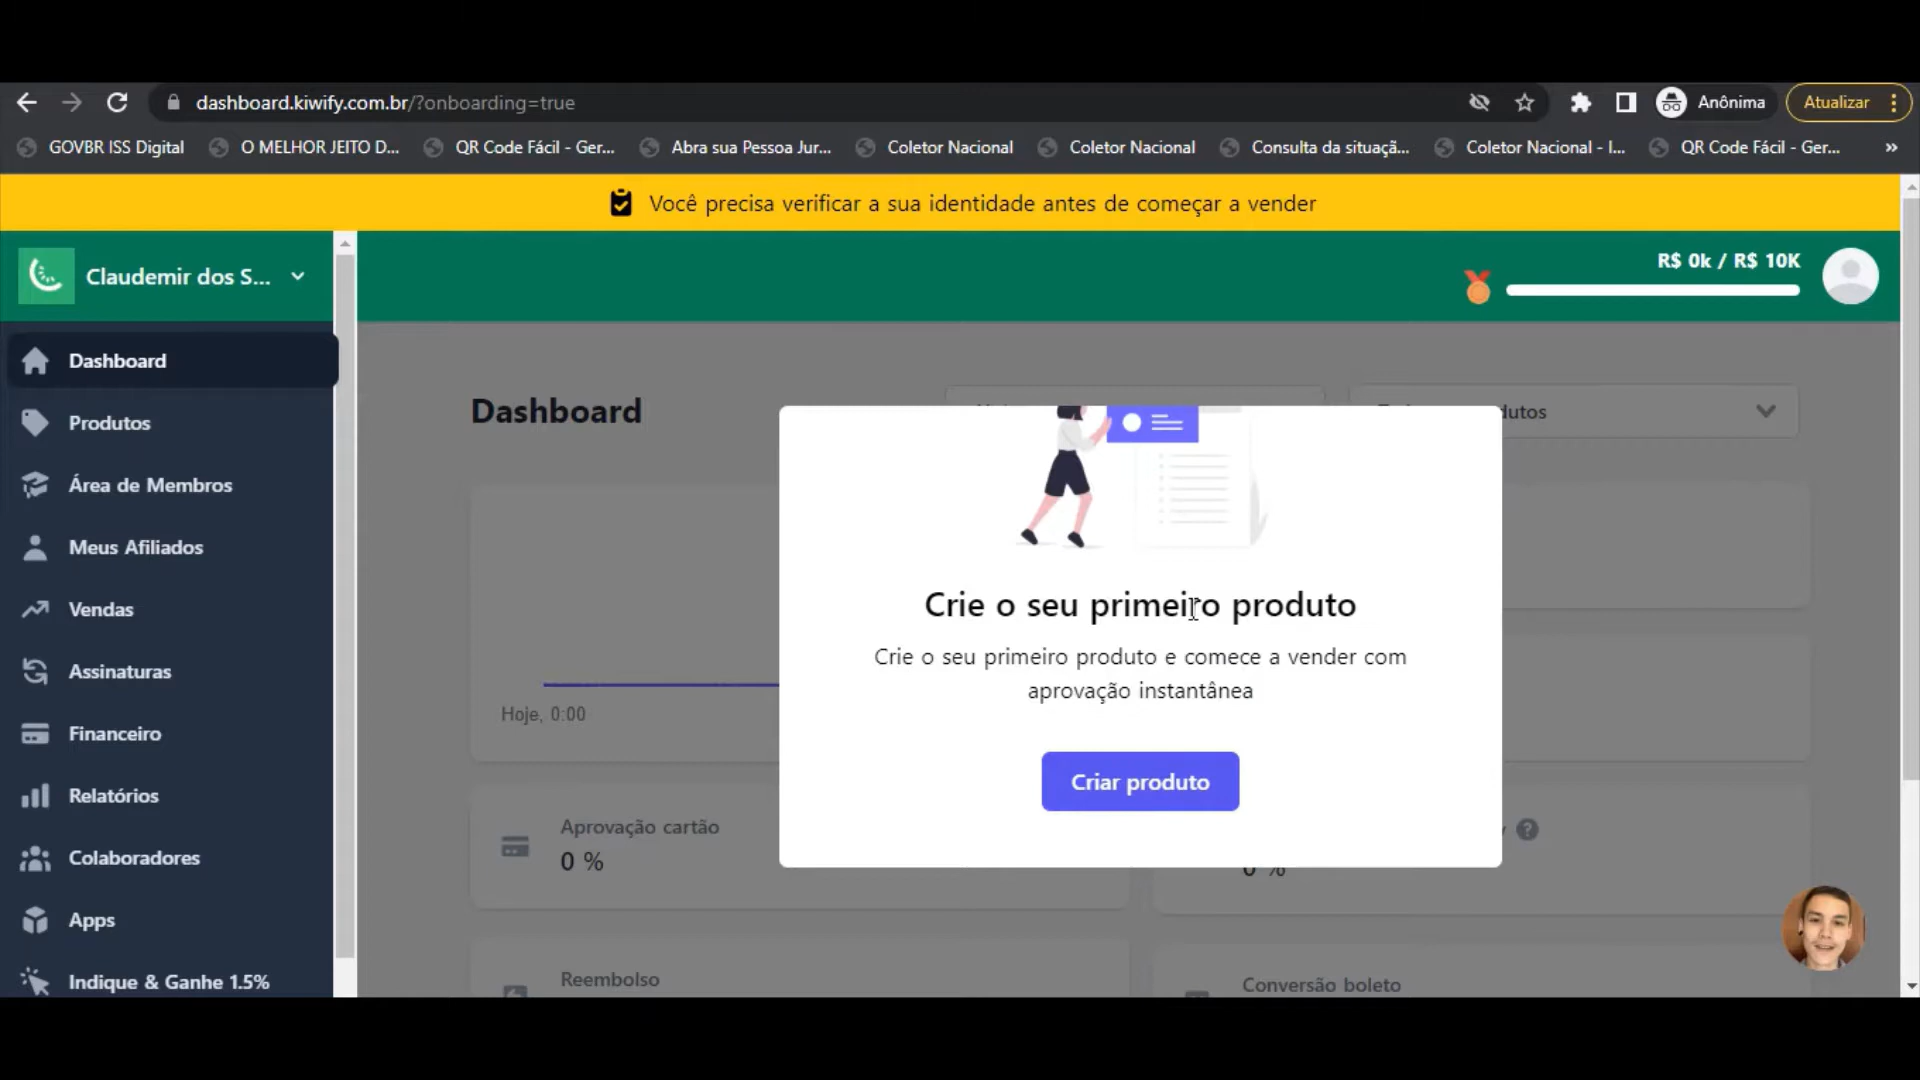 dashboard.kiwify.com.br/?onboarding=true
Anônima
Atualizar
GOVBR ISS Digital
O MELHOR JEITO D...
QR Code Fácil - Ger...
Abra sua Pessoa Jur...
Coletor Nacional
Coletor Nacional
Consulta da situaçã...
Coletor Nacional - I...
QR Code Fácil - Ger...
»
Você precisa verificar a sua identidade antes de começar a vender
Claudemir dos S...
R$ 0k / R$ 10K
Dashboard
Produtos
Área de Membros
Meus Afiliados
Vendas
Assinaturas
Financeiro
Relatórios
Colaboradores
Apps
Indique & Ganhe 1.5%
Dashboard
Hoje, 0:00
Crie o seu primeiro produto
Crie o seu primeiro produto e comece a vender com
aprovação instantânea
Criar produto
Aprovação cartão
0 %
0 %
Reembolso
Conversão boleto